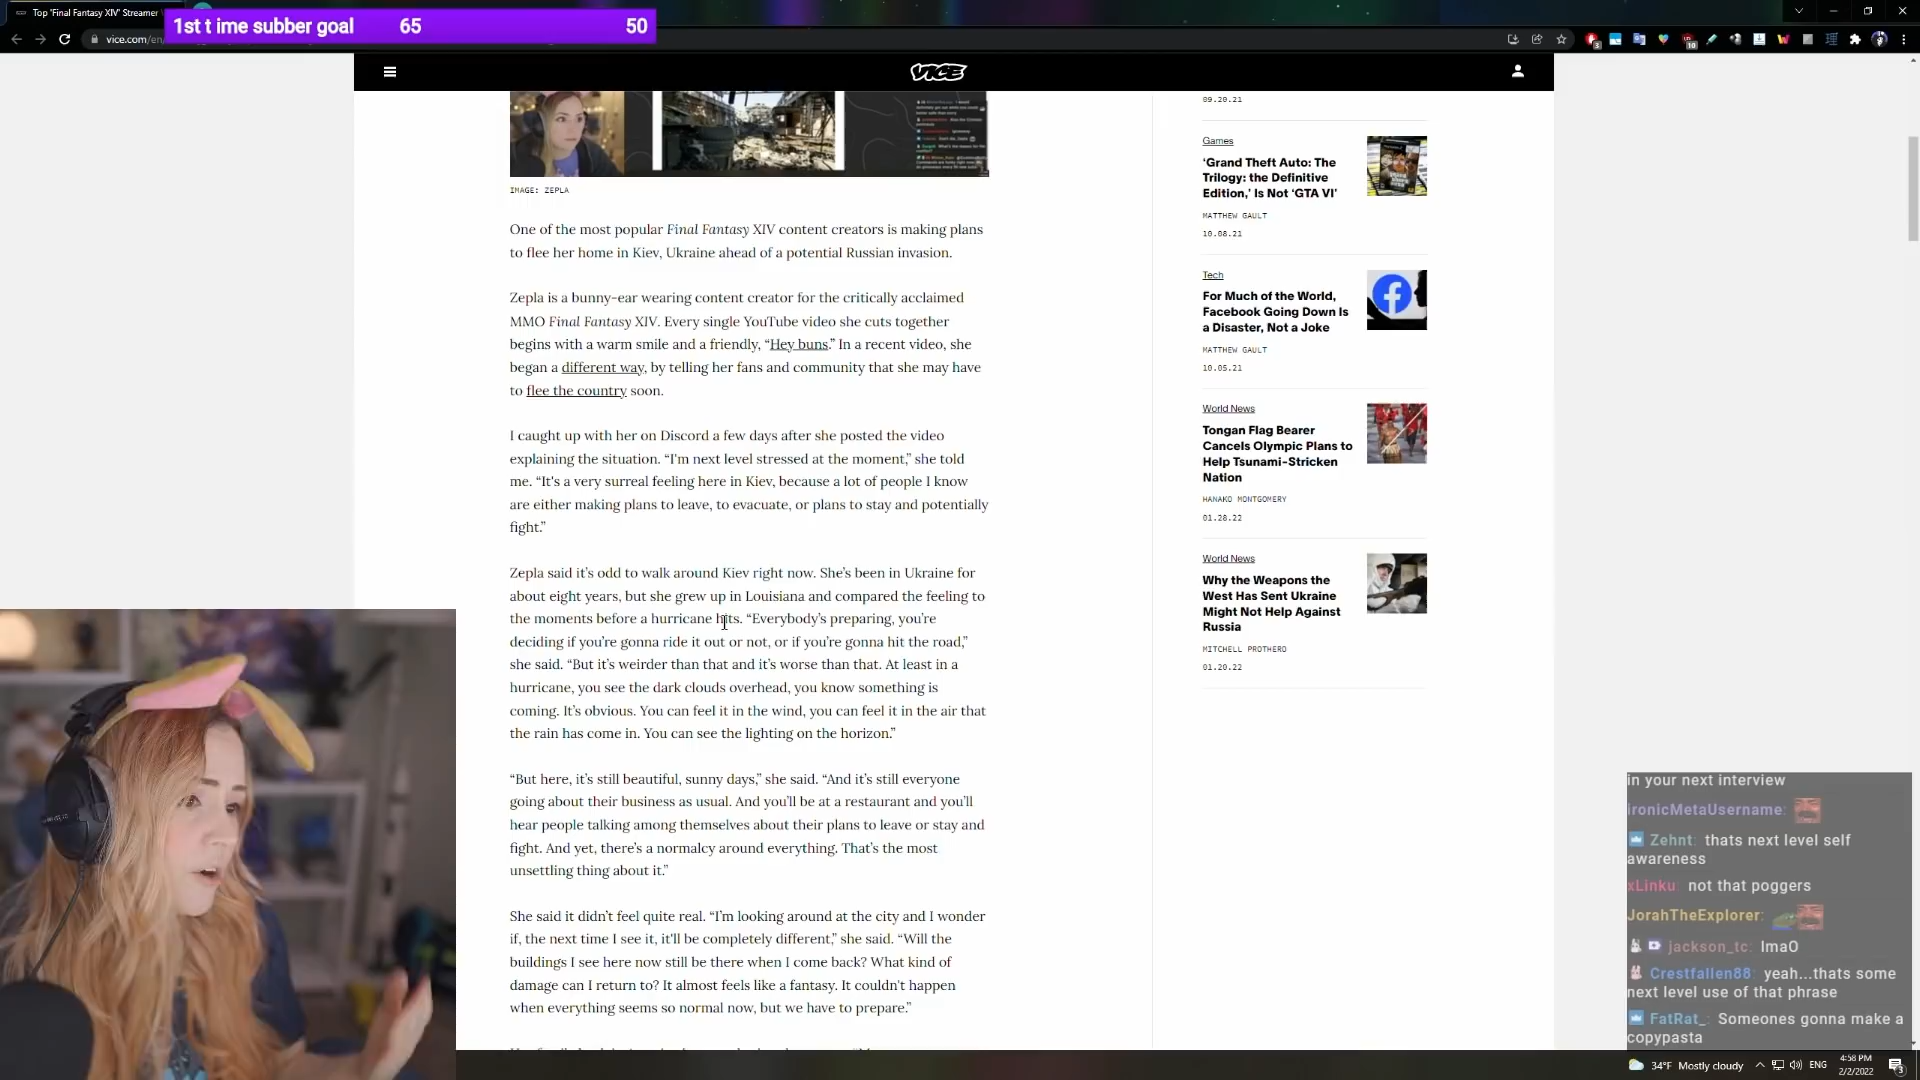 Top 'Final Fantasy XIV' Streamer
1st t ime subber goal 65 50
vice.com/en
VICE
IMAGE: ZEPLA
One of the most popular Final Fantasy XIV content creators is making plans
to flee her home in Kiev, Ukraine ahead of a potential Russian invasion.
Zepla is a bunny-ear wearing content creator for the critically acclaimed
MMO Final Fantasy XIV. Every single YouTube video she cuts together
begins with a warm smile and a friendly, “Hey buns.” In a recent video, she
began a different way, by telling her fans and community that she may have
to flee the country soon.
I caught up with her on Discord a few days after she posted the video
explaining the situation. “I'm next level stressed at the moment,” she told
me. “It's a very surreal feeling here in Kiev, because a lot of people I know
are either making plans to leave, to evacuate, or plans to stay and potentially
fight.”
Zepla said it’s odd to walk around Kiev right now. She’s been in Ukraine for
about eight years, but she grew up in Louisiana and compared the feeling to
the moments before a hurricane hits. “Everybody’s preparing, you’re
deciding if you’re gonna ride it out or not, or if you’re gonna hit the road,”
she said. “But it’s weirder than that and it’s worse than that. At least in a
hurricane, you see the dark clouds overhead, you know something is
coming. It’s obvious. You can feel it in the wind, you can feel it in the air that
the rain has come in. You can see the lighting on the horizon.”
“But here, it’s still beautiful, sunny days,” she said. “And it’s still everyone
going about their business as usual. And you’ll be at a restaurant and you’ll
hear people talking among themselves about their plans to leave or stay and
fight. And yet, there’s a normalcy around everything. That’s the most
unsettling thing about it.”
She said it didn’t feel quite real. “I’m looking around at the city and I wonder
if, the next time I see it, it'll be completely different,” she said. “Will the
buildings I see here now still be there when I come back? What kind of
damage can I return to? It almost feels like a fantasy. It couldn’t happen
when everything seems so normal now, but we have to prepare.”
09.20.21
Games
‘Grand Theft Auto: The
Trilogy: the Definitive
Edition,’ Is Not ‘GTA VI’
MATTHEW GAULT
10.08.21
Tech
For Much of the World,
Facebook Going Down Is
a Disaster, Not a Joke
MATTHEW GAULT
10.05.21
World News
Tongan Flag Bearer
Cancels Olympic Plans to
Help Tsunami-Stricken
Nation
HANAKO MONTGOMERY
01.28.22
World News
Why the Weapons the
West Has Sent Ukraine
Might Not Help Against
Russia
MITCHELL PROTHERO
01.20.22
in your next interview
ironicMetaUsername:
Zehnt: thats next level self
awareness
xLinku: not that poggers
JorahTheExplorer:
jackson_tc: lmaO
Crestfallen88: yeah...thats some
next level use of that phrase
FatRat_: Someones gonna make a
copypasta
34°F Mostly cloudy
ENG
4:58 PM
2/2/2022